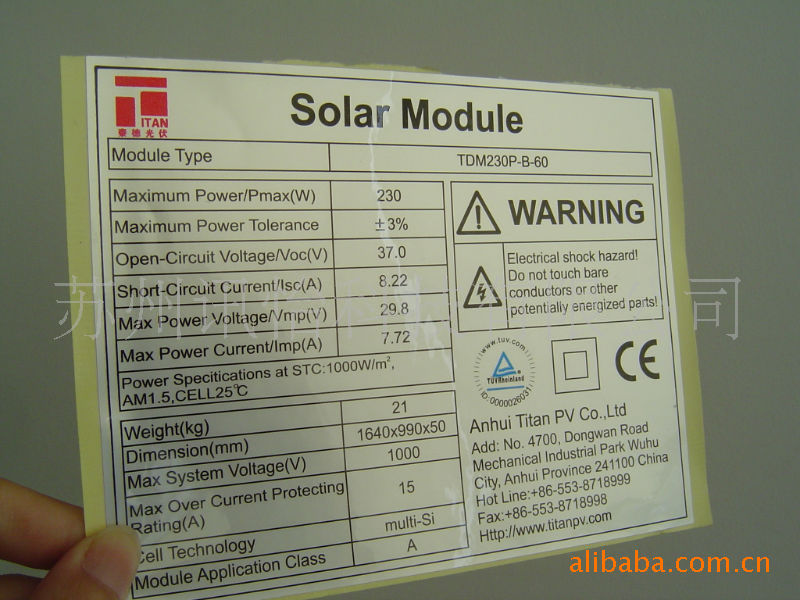 TITAN
泰德光伏
Solar Module
Module Type TDM230P-B-60
Maximum Power/Pmax(W) 230
Maximum Power Tolerance ±3%
Open-Circuit Voltage/Voc(V) 37.0
Short-Circuit Current/Isc(A) 8.22
Max Power Voltage/Vmp(V) 29.8
Max Power Current/Imp(A) 7.72
Power Specifications at STC:1000W/m²,
AM1.5,CELL25℃
Weight(kg) 21
Dimension(mm) 1640x990x50
Max System Voltage(V) 1000
Max Over Current Protecting
Rating(A) 15
Cell Technology multi-Si
Module Application Class A
WARNING
Electrical shock hazard!
Do not touch bare
conductors or other
potentially energized parts!
www.tuv.com
TUVRheinland
ID:0000026031
CE
Anhui Titan PV Co.,Ltd
Add: No. 4700, Dongwan Road
Mechanical Industrial Park Wuhu
City, Anhui Province 241100 China
Hot Line:+86-553-8718999
Fax:+86-553-8718998
Http://www.titanpv.com
alibaba.com.cn